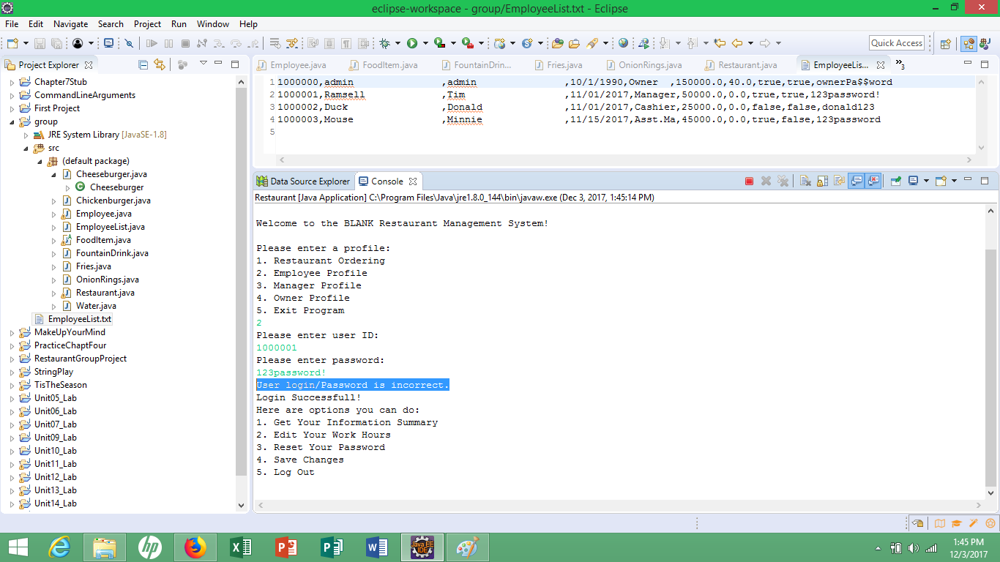 eclipse-workspace - group/EmployeeList.txt - Eclipse
File Edit Navigate Search Project Run Window Help
Quick Access
Project Explorer
Chapter7Stub
CommandLineArguments
First Project
group
JRE System Library [JavaSE-1.8]
src
(default package)
Cheeseburger.java
Cheeseburger
Chickenburger.java
Employee.java
EmployeeList.java
FoodItem.java
FountainDrink.java
Fries.java
OnionRings.java
Restaurant.java
Water.java
EmployeeList.txt
MakeUpYourMind
PracticeChaptFour
RestaurantGroupProject
StringPlay
TisTheSeason
Unit05_Lab
Unit06_Lab
Unit07_Lab
Unit09_Lab
Unit10_Lab
Unit11_Lab
Unit12_Lab
Unit13_Lab
Unit14_Lab
Employee.java FoodItem.java FountainDrin... Fries.java OnionRings.java Restaurant.java EmployeeLis... »3
1 1000000,admin ,admin ,10/1/1990,Owner ,150000.0,40.0,true,true,ownerPa$$word
2 1000001,Ramsell ,Tim ,11/01/2017,Manager,50000.0,0.0,true,true,123password!
3 1000002,Duck ,Donald ,11/01/2017,Cashier,25000.0,0.0,false,false,donald123
4 1000003,Mouse ,Minnie ,11/15/2017,Asst.Ma,45000.0,0.0,true,false,123password
5
Data Source Explorer Console
Restaurant [Java Application] C:\Program Files\Java\jre1.8.0_144\bin\javaw.exe (Dec 3, 2017, 1:45:14 PM)
Welcome to the BLANK Restaurant Management System!
Please enter a profile:
1. Restaurant Ordering
2. Employee Profile
3. Manager Profile
4. Owner Profile
5. Exit Program
2
Please enter user ID:
1000001
Please enter password:
123password!
User login/Password is incorrect.
Login Successfull!
Here are options you can do:
1. Get Your Information Summary
2. Edit Your Work Hours
3. Reset Your Password
4. Save Changes
5. Log Out
Java EE
IDE
1:45 PM
12/3/2017